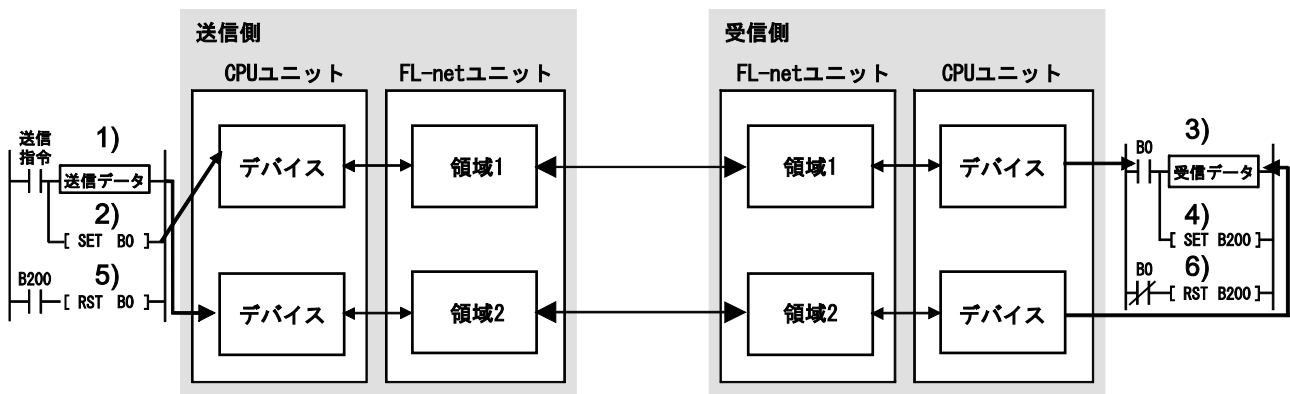 送信側
CPUユニット
FL-netユニット
デバイス
領域1
デバイス
領域2
受信側
FL-netユニット
CPUユニット
領域1
デバイス
領域2
デバイス
送信
指令
1)
送信データ
2)
SET B0
B200
5)
RST B0
B0
3)
受信データ
4)
SET B200
B0
6)
RST B200